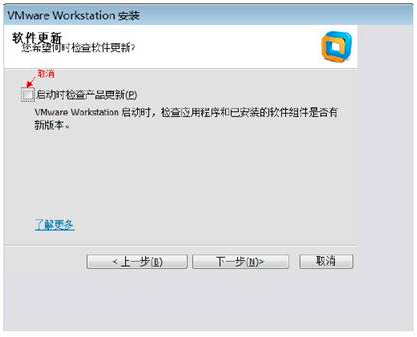 VMware Workstation 安装
软件更新
您希望何时检查软件更新?
取消
启动时检查产品更新(P)
VMware Workstation 启动时，检查应用程序和已安装的软件组件是否有
新版本。
了解更多
< 上一步(B)
下一步(N)>
取消